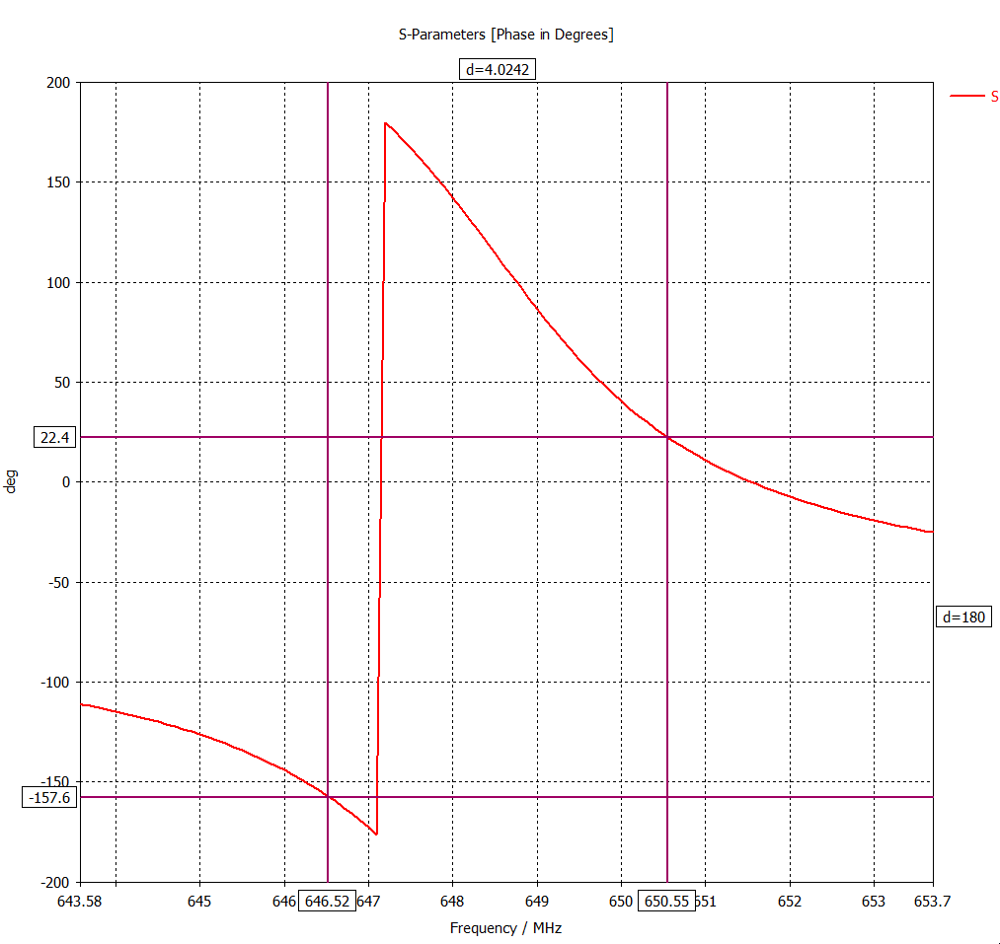 S-Parameters [Phase in Degrees]
d=4.0242
200
S
150
100
50
22.4
0
deg
-50
d=180
-100
-150
-157.6
-200
643.58 645 646 646.52 647 648 649 650 650.55 651 652 653 653.7
Frequency / MHz